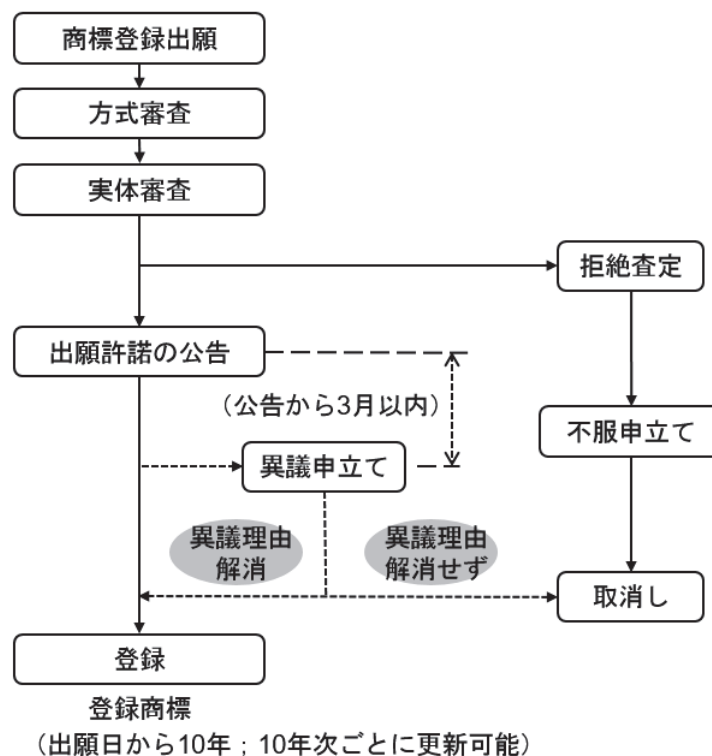 商標登録出願
方式審査
実体審査
拒絶査定
出願許諾の公告
（公告から3月以内）
不服申立て
異議申立て
異議理由
解消
異議理由
解消せず
取消し
登録
登録商標
（出願日から10年；10年次ごとに更新可能）